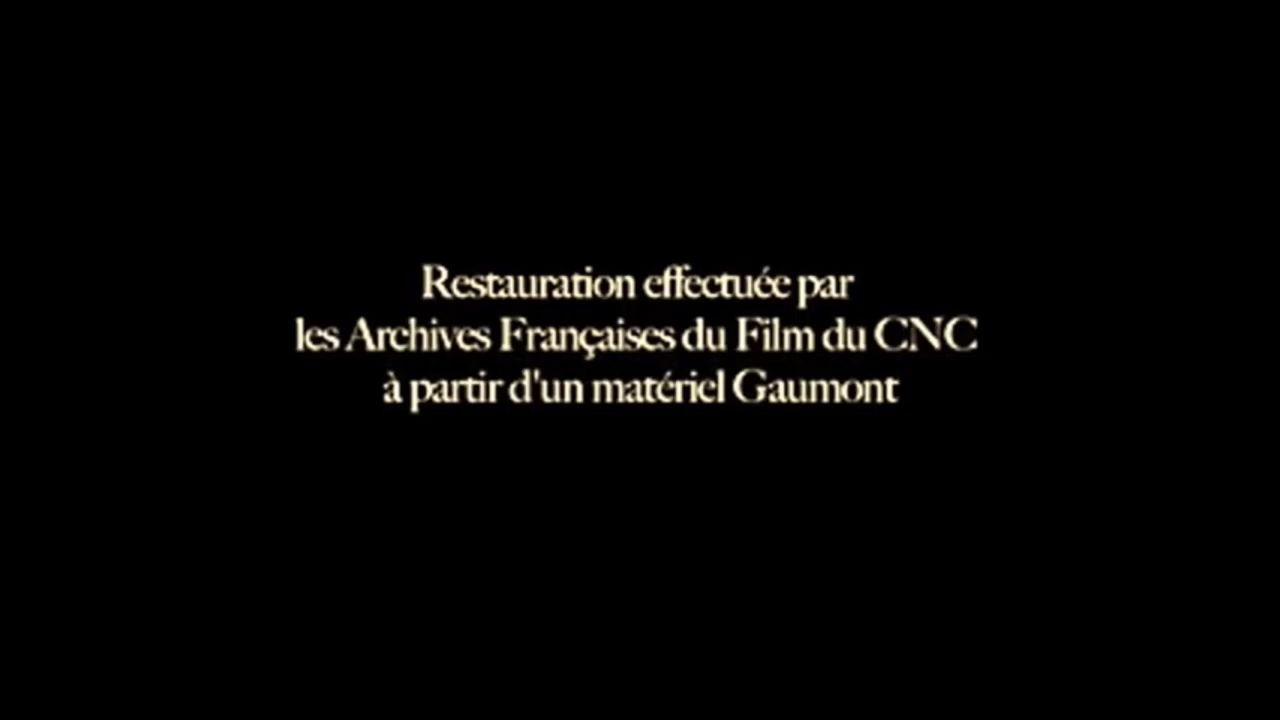 Restauration effectuée par
les Archives Françaises du Film du CNC
à partir d'un matériel Gaumont